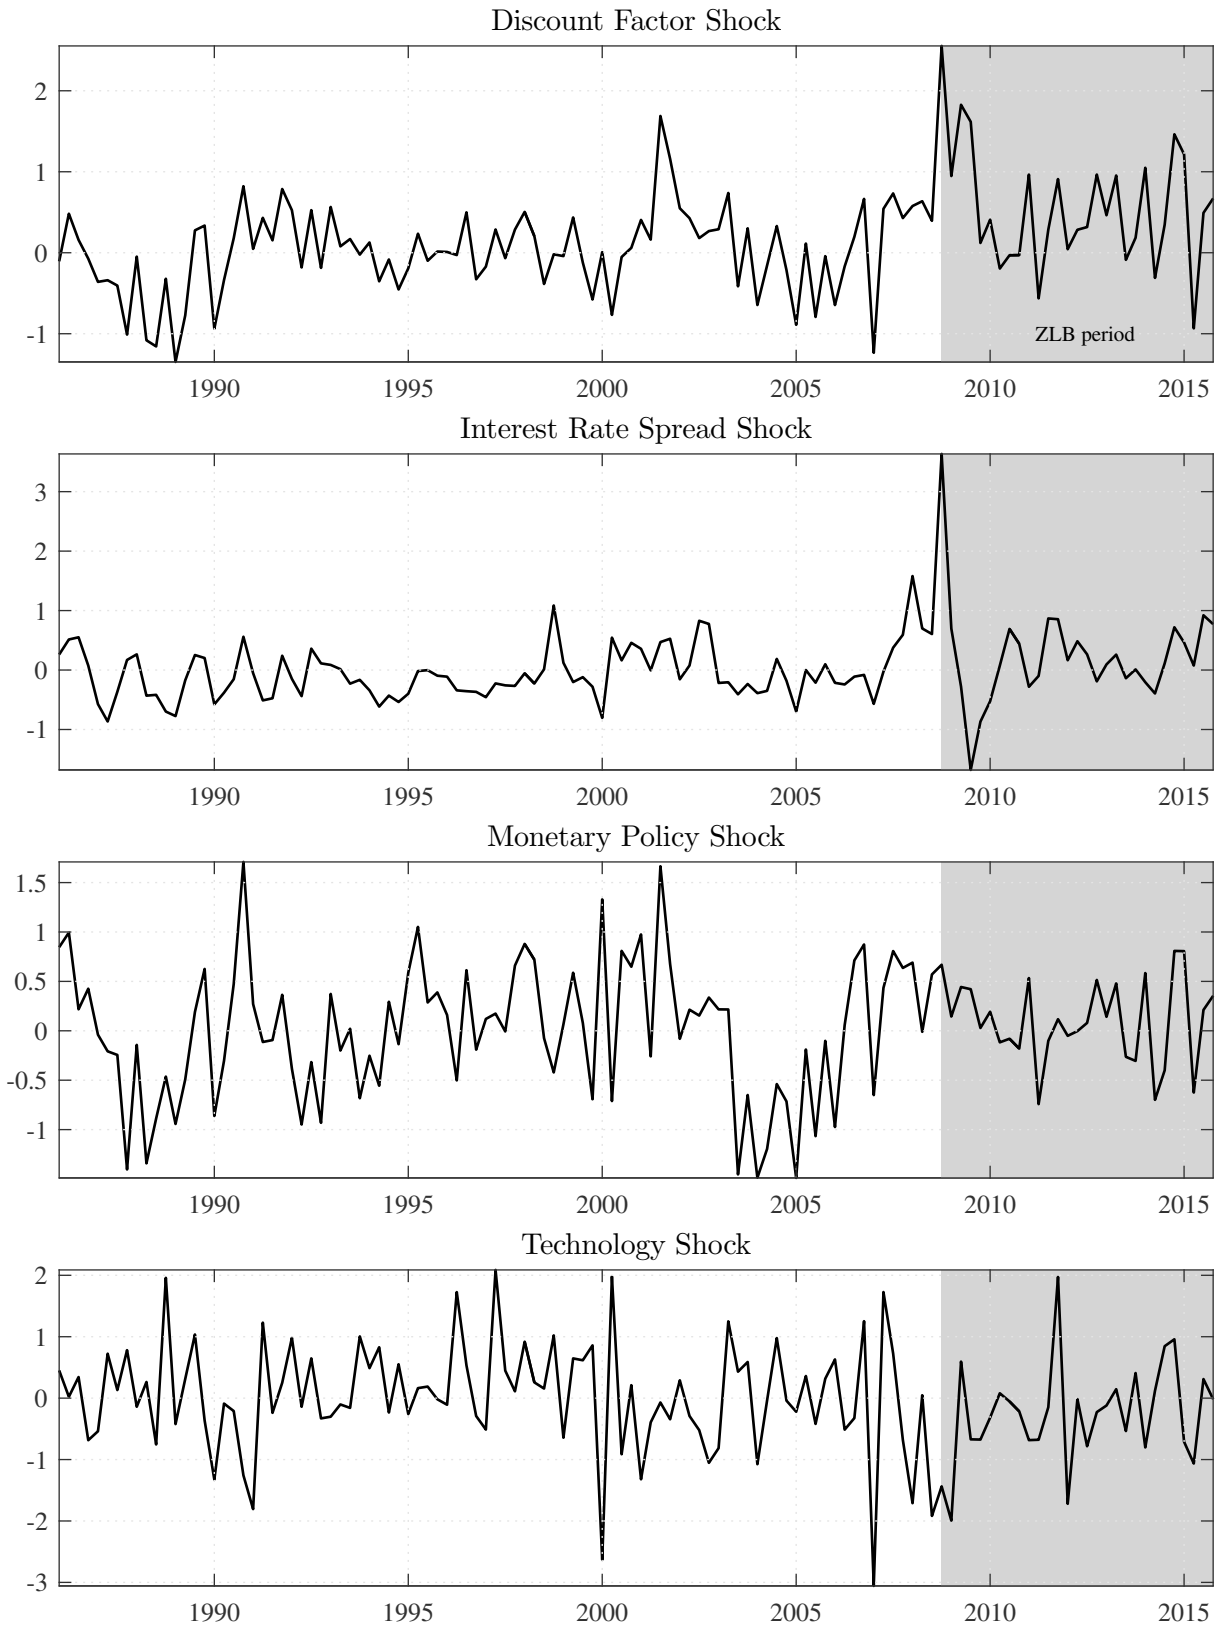 Discount Factor Shock
2
1
0
-1
ZLB period
1990 1995 2000 2005 2010 2015
Interest Rate Spread Shock
3
2
1
0
-1
1990 1995 2000 2005 2010 2015
Monetary Policy Shock
1.5
1
0.5
0
-0.5
-1
1990 1995 2000 2005 2010 2015
Technology Shock
2
1
0
-1
-2
-3
1990 1995 2000 2005 2010 2015